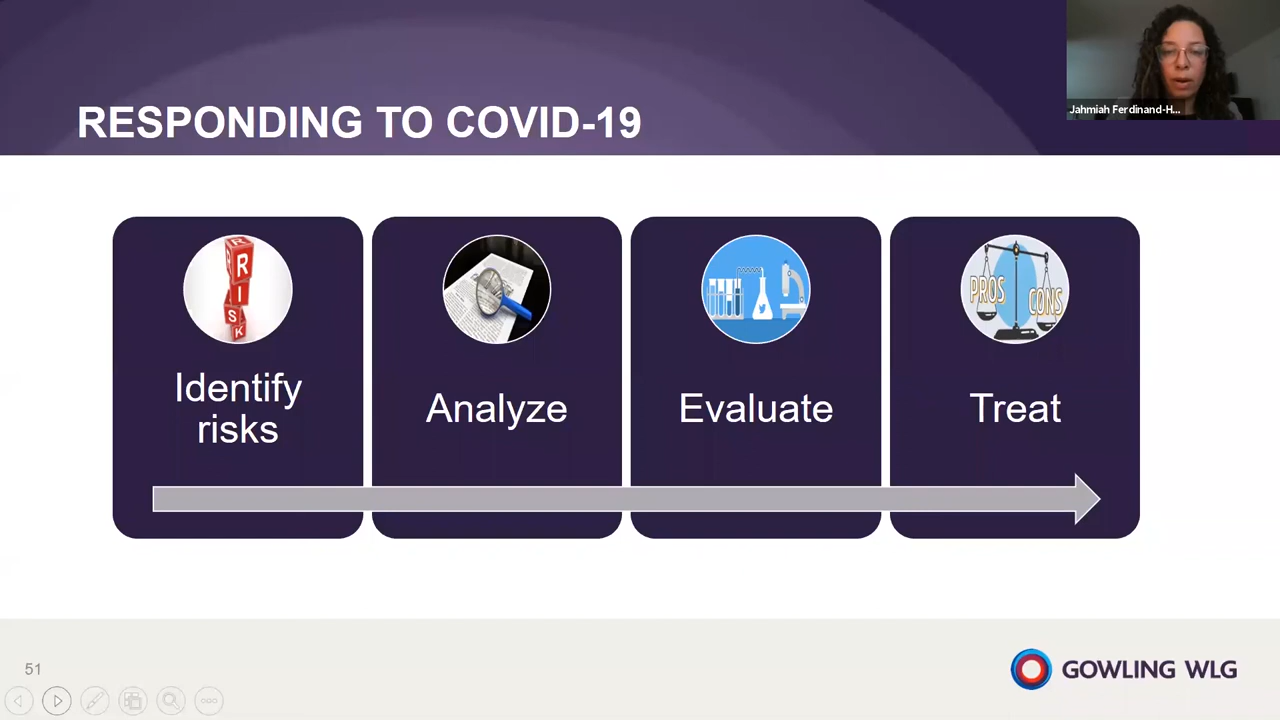 RESPONDING TO COVID-19
Jahmiah Ferdinand-H...
R
I
S
K
PROS
CONS
Identify
risks
Analyze
Evaluate
Treat
51
GOWLING WLG